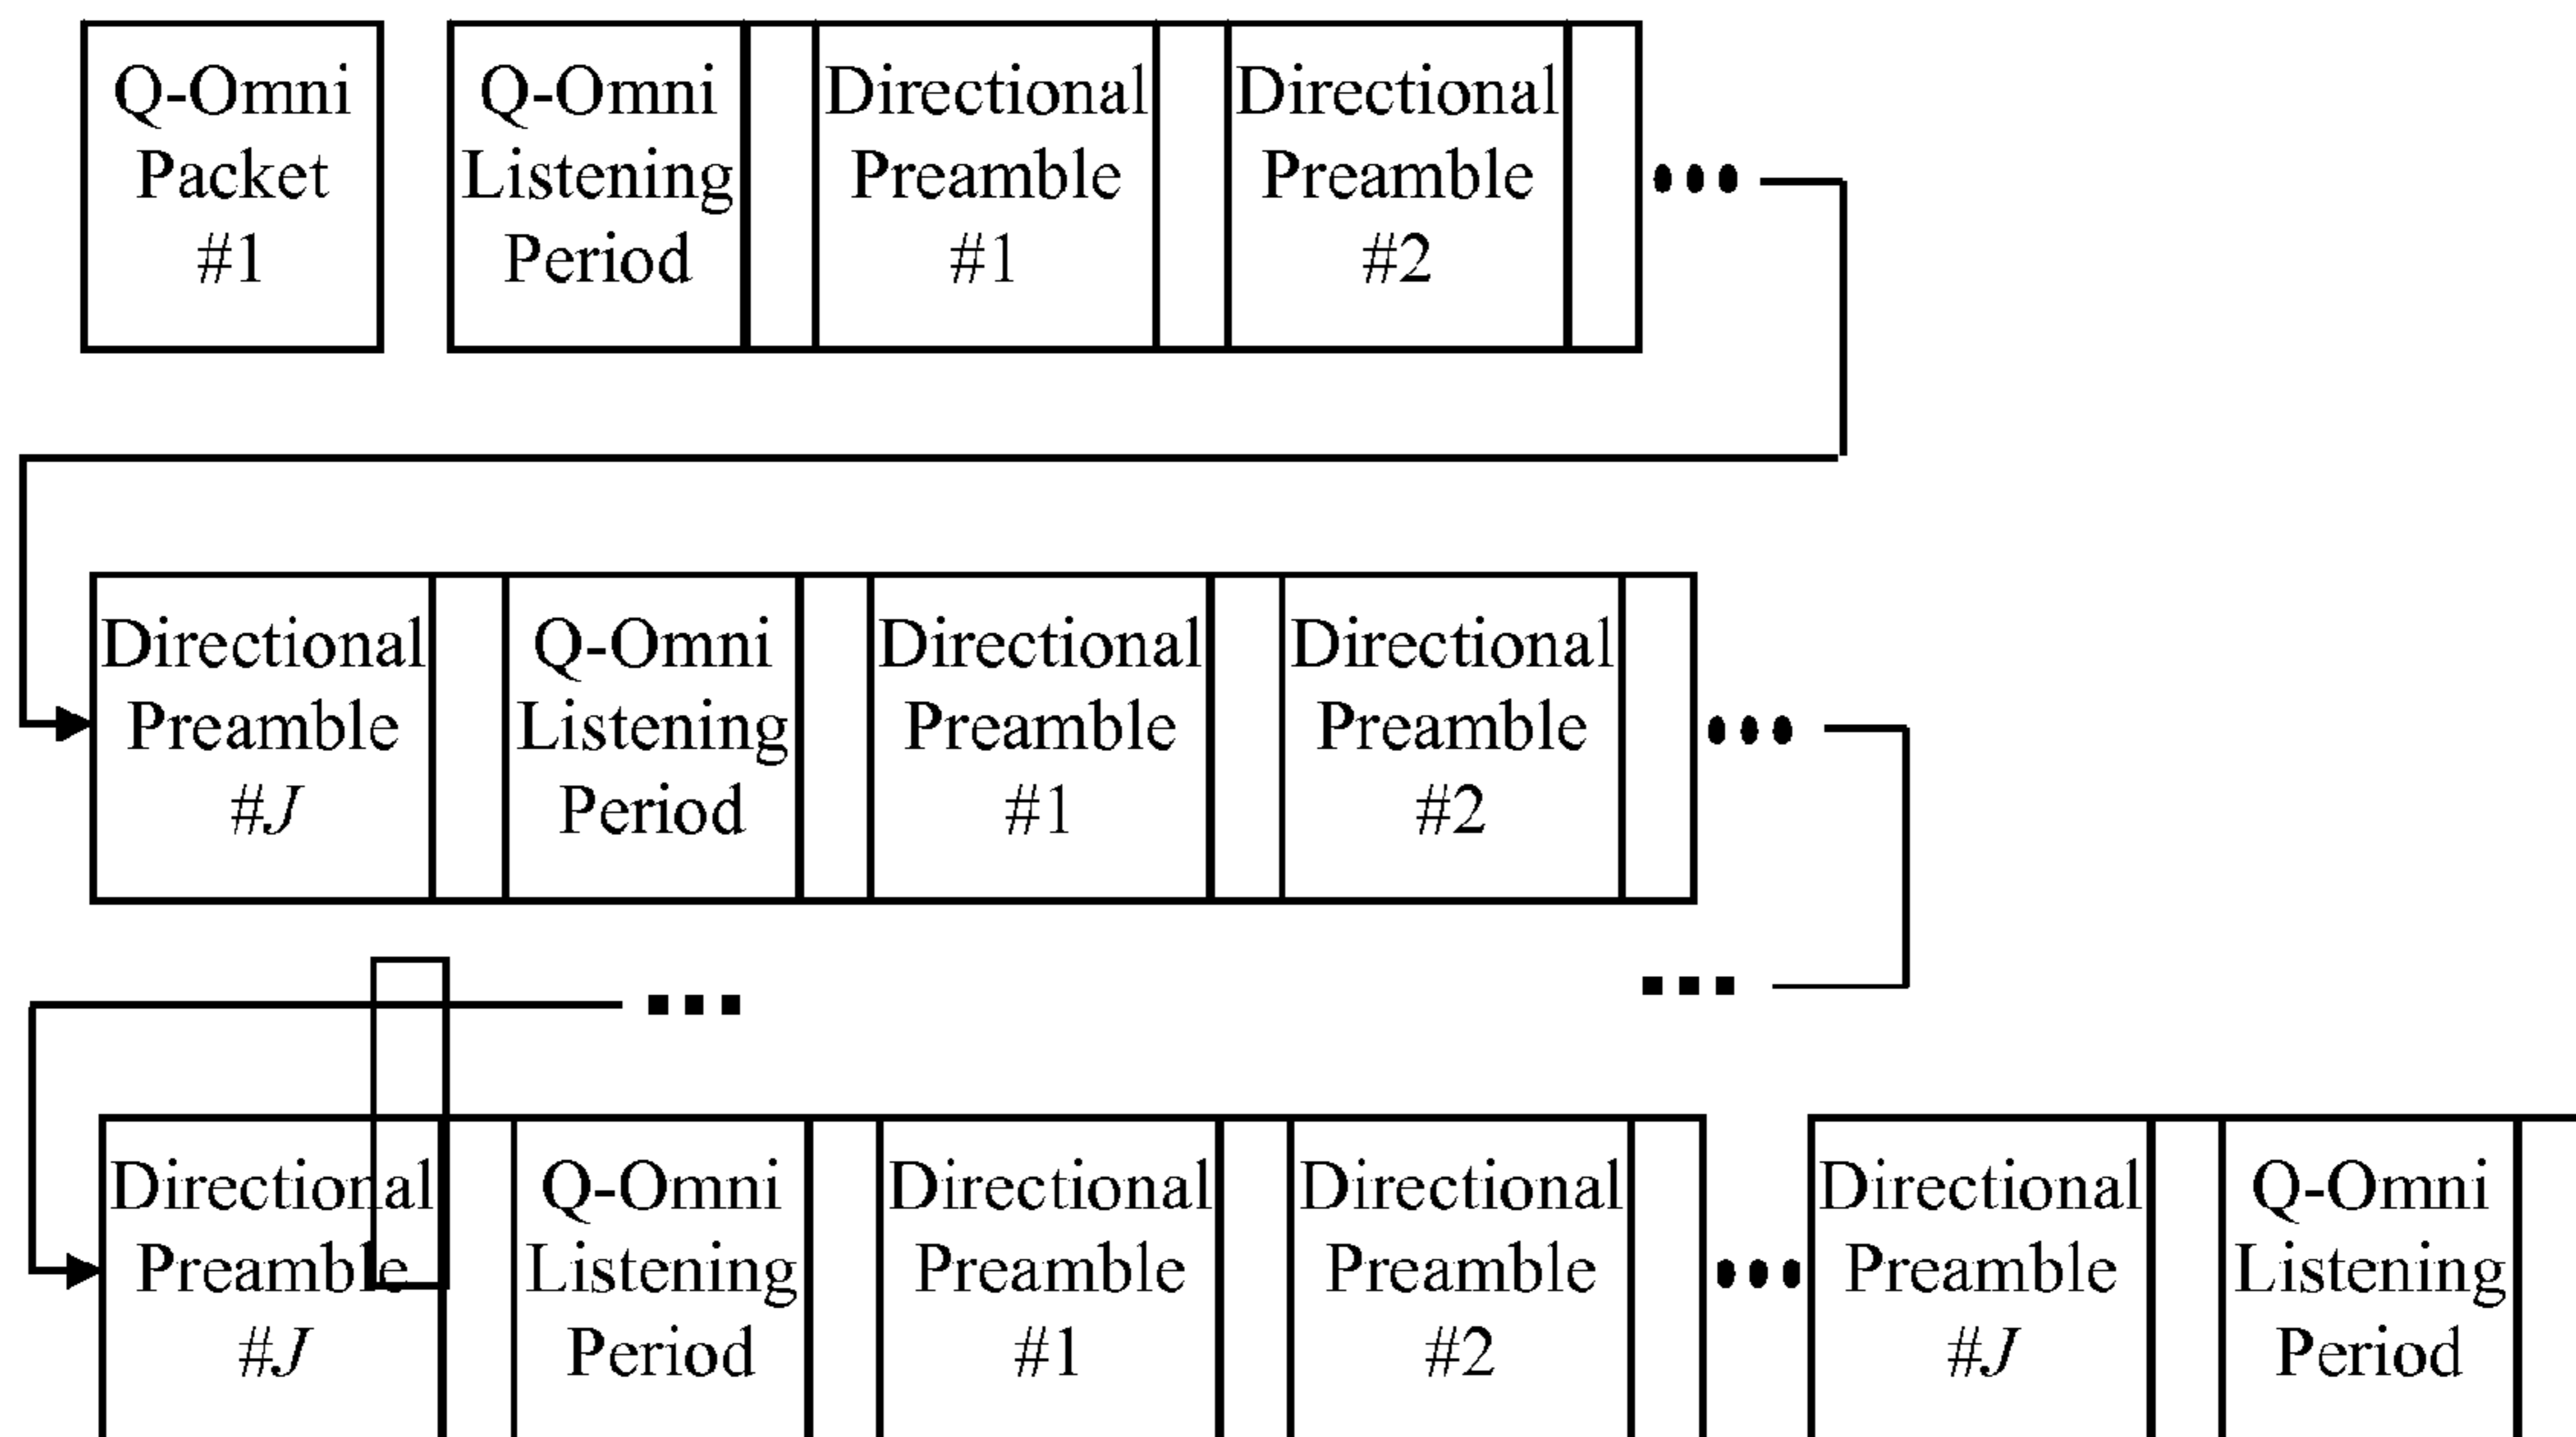 Q-Omni
Packet
#1
Q-Omni
Listening
Period
Directional
Preamble
#1
Directional
Preamble
#2
Directional
Preamble
#J
Q-Omni
Listening
Period
Directional
Preamble
#1
Directional
Preamble
#2
Directional
Preamble
#J
Q-Omni
Listening
Period
Directional
Preamble
#1
Directional
Preamble
#2
Directional
Preamble
#J
Q-Omni
Listening
Period